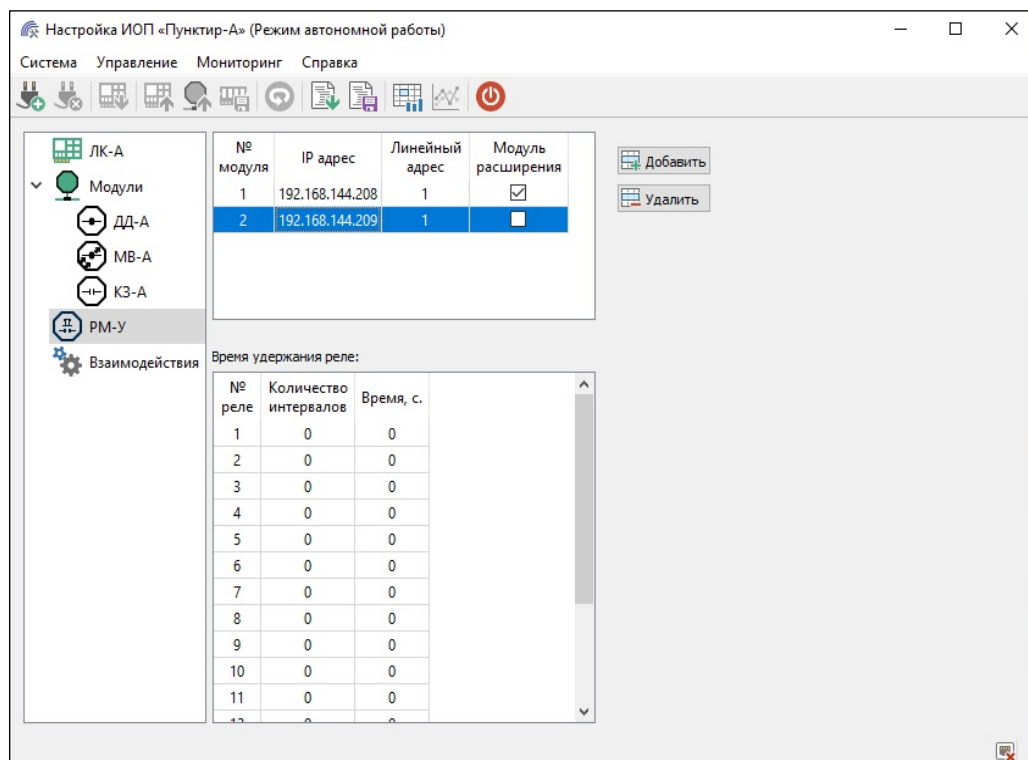 Настройка ИОП «Пунктир-А» (Режим автономной работы)
Система Управление Мониторинг Справка
ЛК-А
Модули
ДД-А
МВ-А
КЗ-А
РМ-У
Взаимодействия
№ модуля IP адрес Линейный адрес Модуль расширения
1 192.168.144.208 1
2 192.168.144.209 1
Добавить
Удалить
Время удержания реле:
№ реле Количество интервалов Время, с.
1 0 0
2 0 0
3 0 0
4 0 0
5 0 0
6 0 0
7 0 0
8 0 0
9 0 0
10 0 0
11 0 0